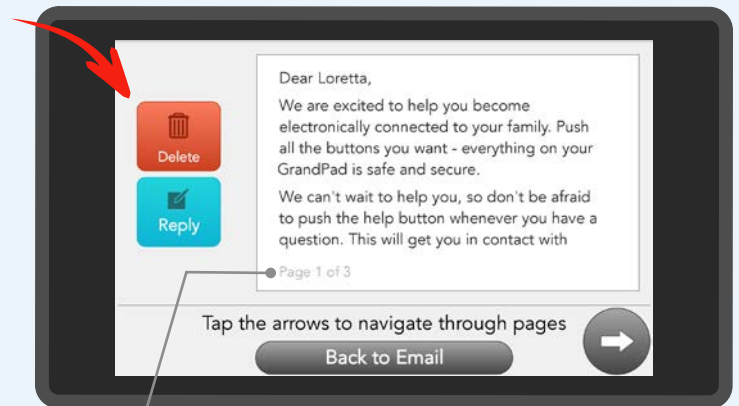 Delete
Reply
Dear Loretta,
We are excited to help you become
electronically connected to your family. Push
all the buttons you want - everything on your
GrandPad is safe and secure.
We can't wait to help you, so don't be afraid
to push the help button whenever you have a
question. This will get you in contact with
Page 1 of 3
Tap the arrows to navigate through pages
Back to Email